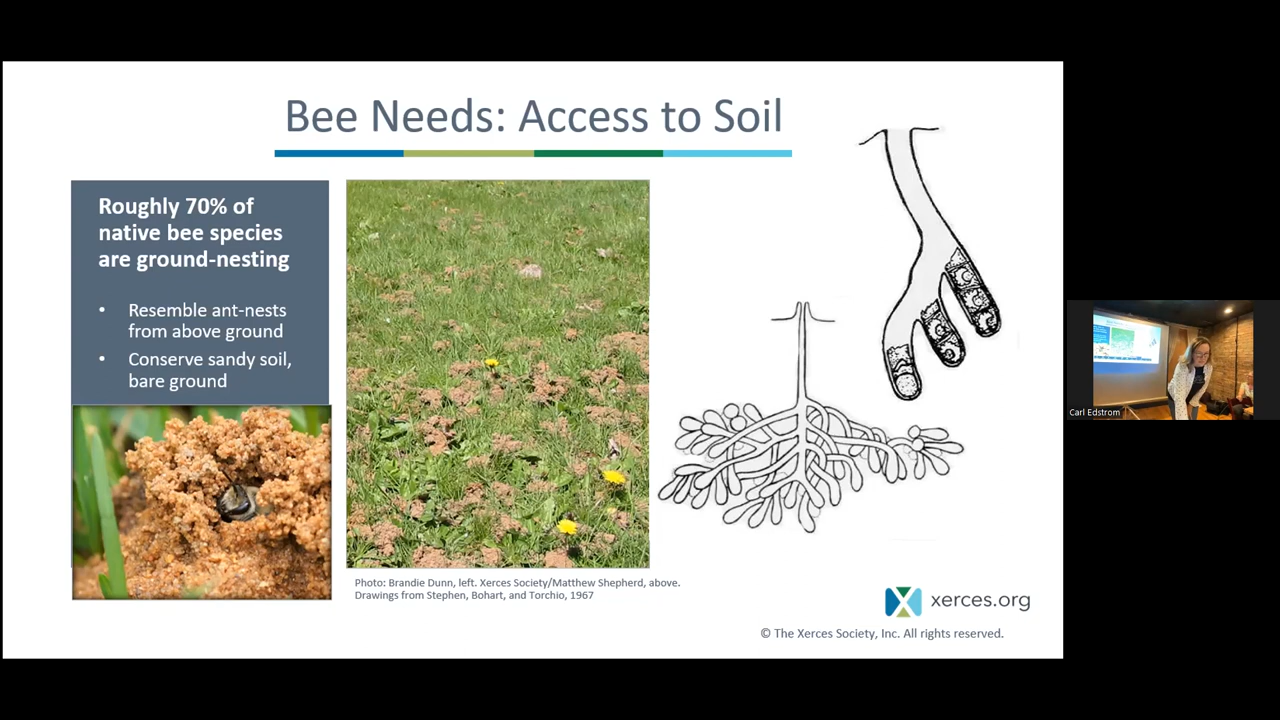 Bee Needs: Access to Soil
Roughly 70% of
native bee species
are ground-nesting
• Resemble ant-nests
from above ground
• Conserve sandy soil,
bare ground
Photo: Brandie Dunn, left. Xerces Society/Matthew Shepherd, above.
Drawings from Stephen, Bohart, and Torchio, 1967
xerces.org
© The Xerces Society, Inc. All rights reserved.
Carl Edstrom